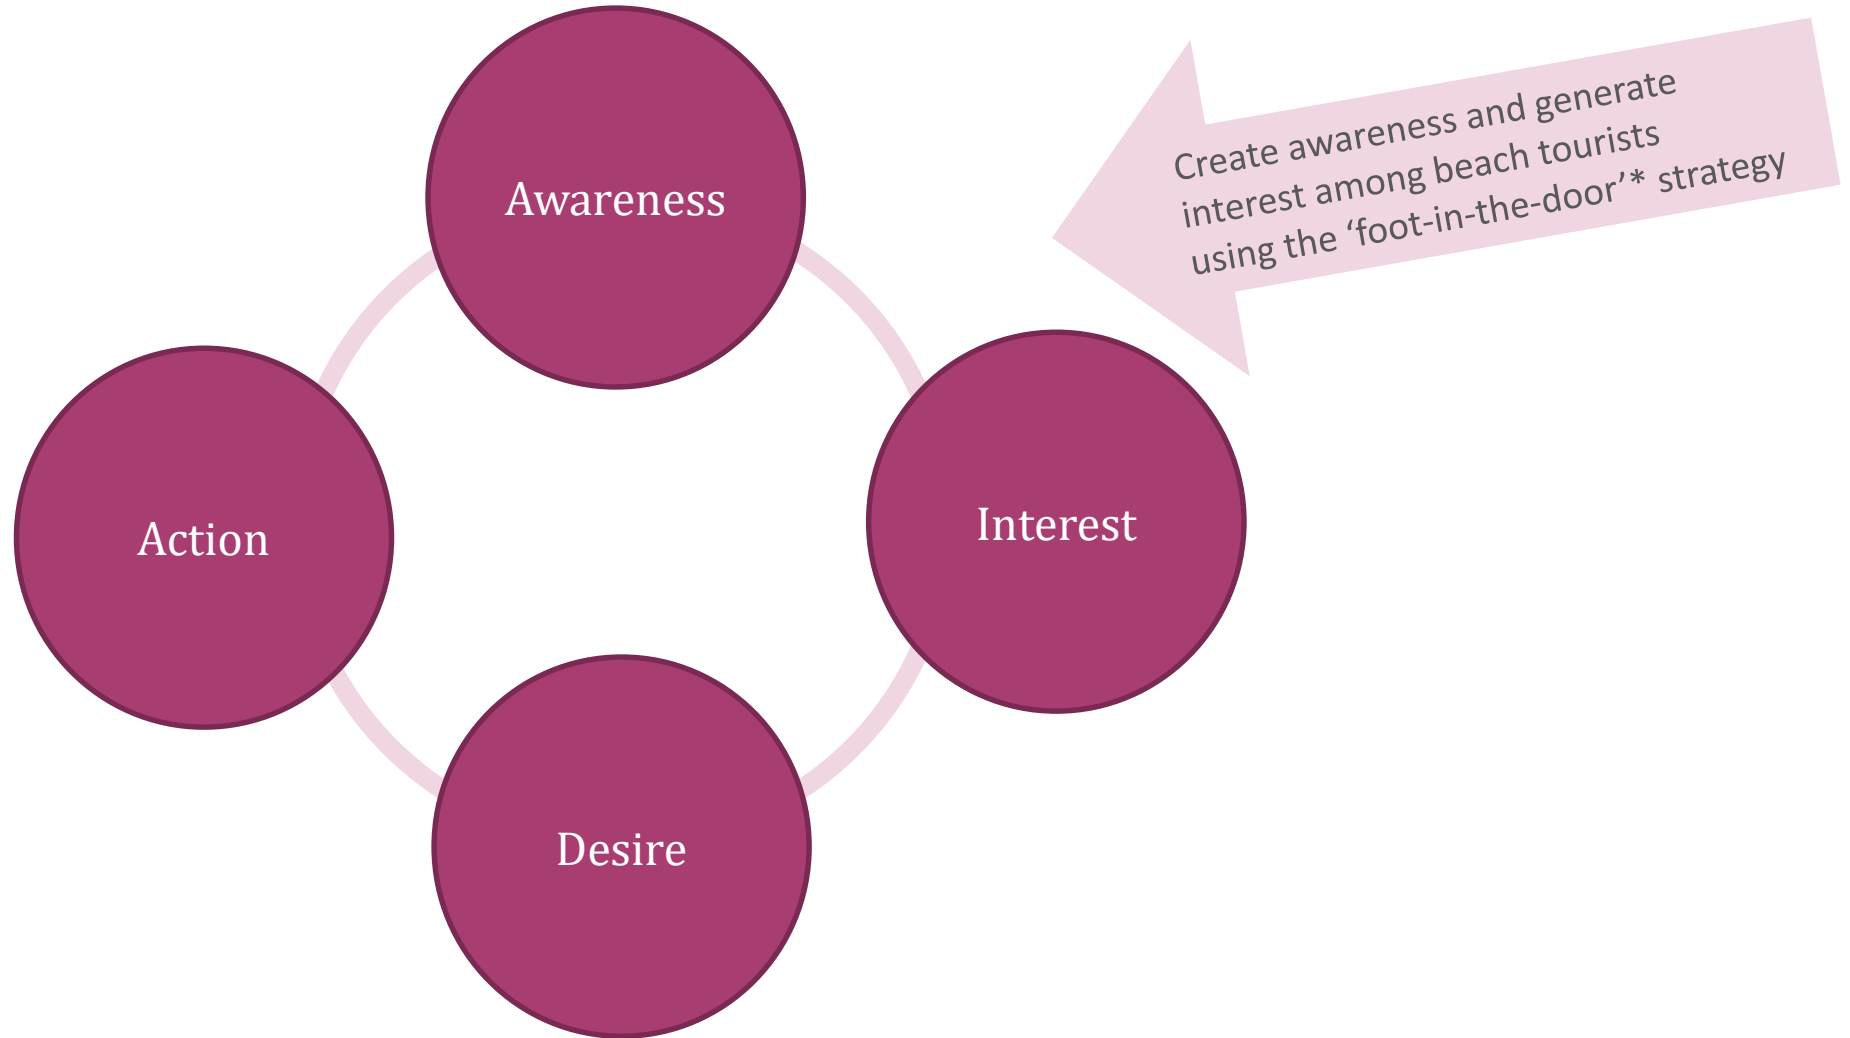 Awareness
Create awareness and generate
interest among beach tourists
using the ‘foot-in-the-door’* strategy
Interest
Action
Desire